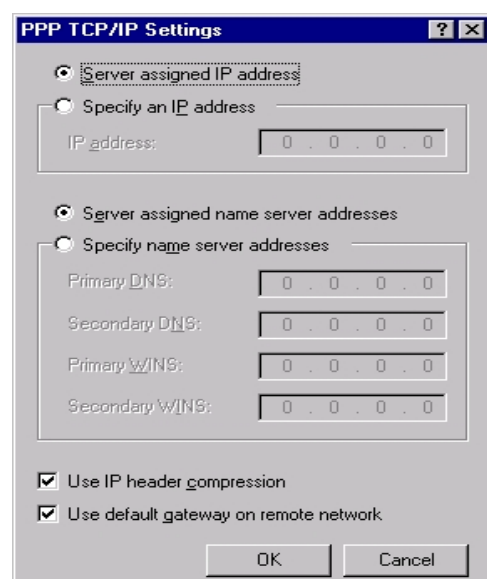 PPP TCP/IP Settings
Server assigned IP address
Specify an IP address
IP address: 0 . 0 . 0 . 0
Server assigned name server addresses
Specify name server addresses
Primary DNS: 0 . 0 . 0 . 0
Secondary DNS: 0 . 0 . 0 . 0
Primary WINS: 0 . 0 . 0 . 0
Secondary WINS: 0 . 0 . 0 . 0
Use IP header compression
Use default gateway on remote network
OK Cancel